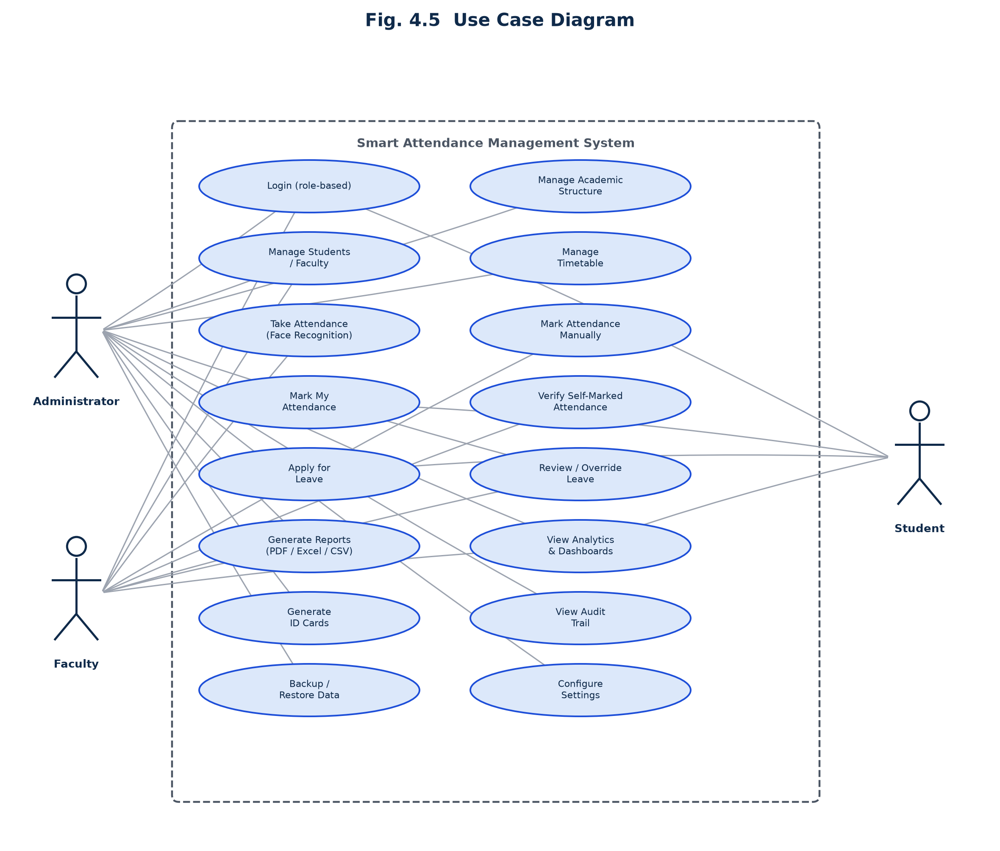 Fig. 4.5  Use Case Diagram
Smart Attendance Management System
Login (role-based)
Manage Academic
Structure
Manage Students
/ Faculty
Manage
Timetable
Take Attendance
(Face Recognition)
Mark Attendance
Manually
Mark My
Attendance
Verify Self-Marked
Attendance
Apply for
Leave
Review / Override
Leave
Generate Reports
(PDF / Excel / CSV)
View Analytics
& Dashboards
Generate
ID Cards
View Audit
Trail
Backup /
Restore Data
Configure
Settings
Administrator
Faculty
Student